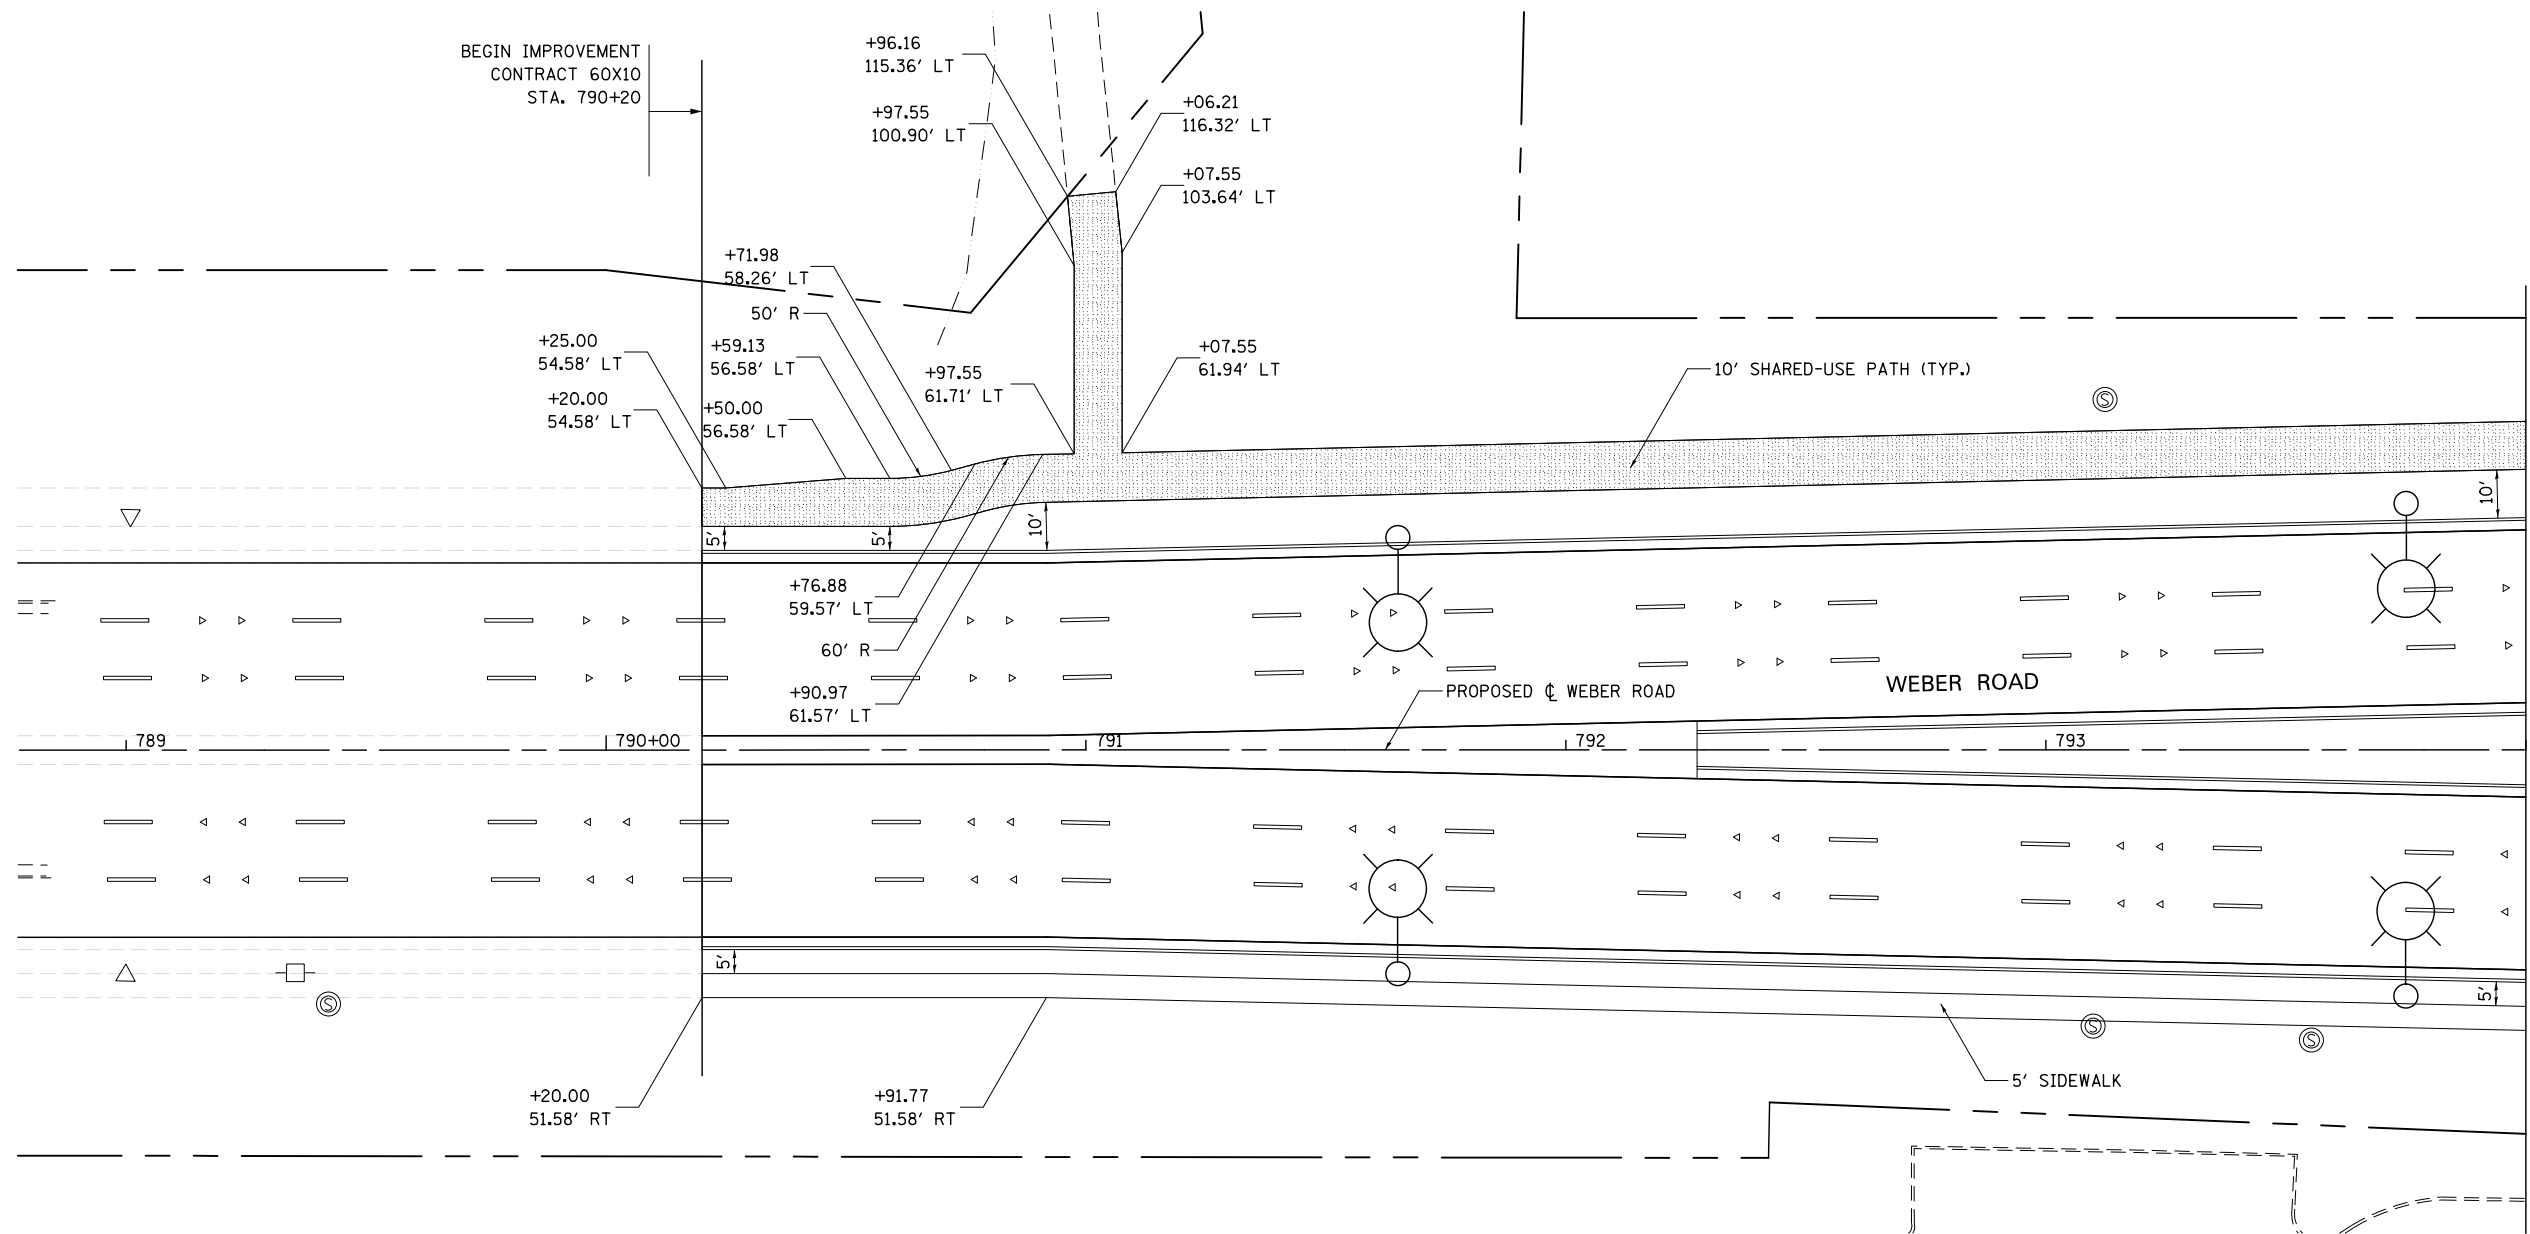 BEGIN IMPROVEMENT
CONTRACT 60X10
STA. 790+20
+96.16
115.36' LT
+97.55
100.90' LT
+06.21
116.32' LT
+07.55
103.64' LT
+71.98
58.26' LT
50' R
+25.00
54.58' LT
+59.13
56.58' LT
+20.00
54.58' LT
+50.00
56.58' LT
+97.55
61.71' LT
+07.55
61.94' LT
10' SHARED-USE PATH (TYP.)
S
5'
5'
10'
10'
+76.88
59.57' LT
60' R
+90.97
61.57' LT
PROPOSED ℄ WEBER ROAD
WEBER ROAD
789
790+00
791
792
793
5'
5'
S
S
S
+20.00
51.58' RT
+91.77
51.58' RT
5' SIDEWALK